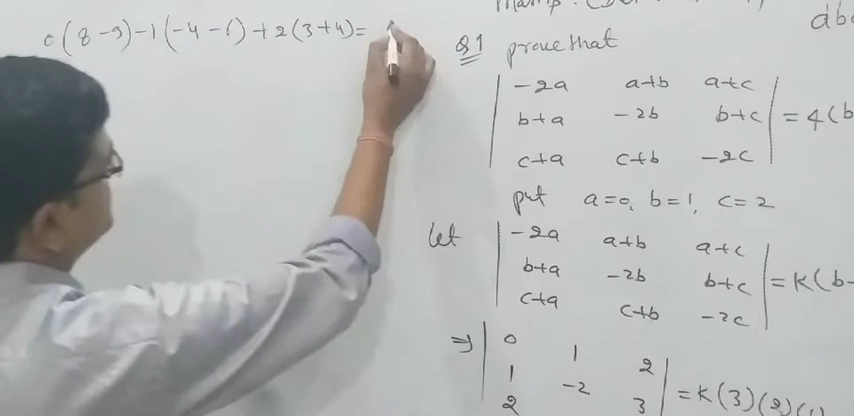 0(8-9)-1(-4-6)+2(3+4)=
Q1 prove that
| -2a a+b a+c |
| b+a -2b b+c | = 4(b
| c+a c+b -2c |
put a=0, b=1, c=2
let | -2a a+b a+c |
| b+a -2b b+c | = K(b-
| c+a c+b -2c |
⇒ | 0 1 2 |
| 1 -2 3 | = K(3)(2)(1)
| 2